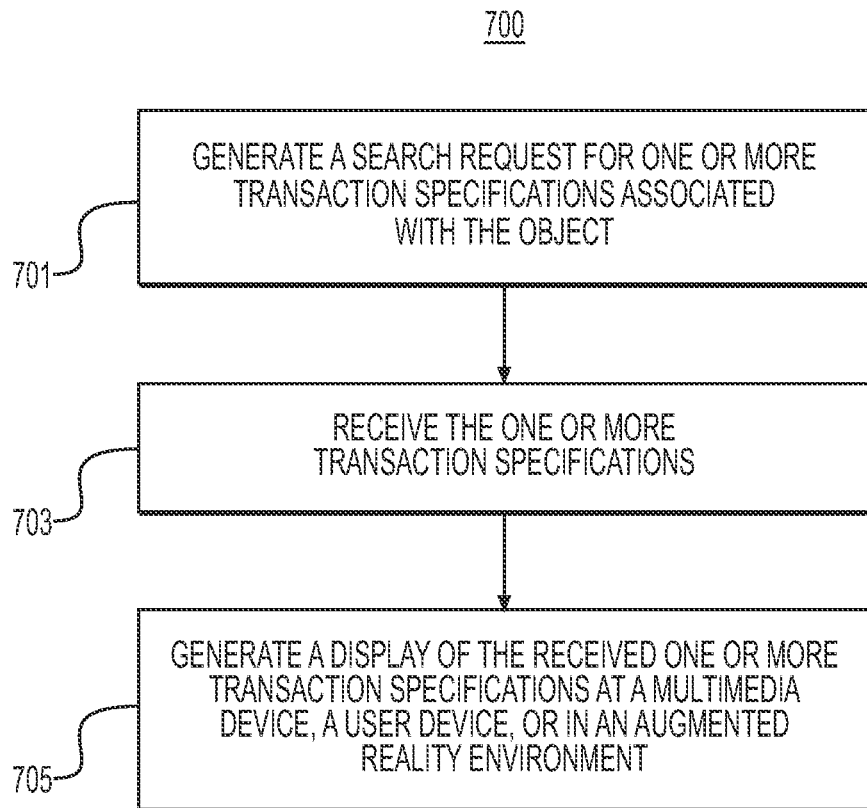 700
GENERATE A SEARCH REQUEST FOR ONE OR MORE
TRANSACTION SPECIFICATIONS ASSOCIATED
WITH THE OBJECT
701
RECEIVE THE ONE OR MORE
TRANSACTION SPECIFICATIONS
703
GENERATE A DISPLAY OF THE RECEIVED ONE OR MORE
TRANSACTION SPECIFICATIONS AT A MULTIMEDIA
DEVICE, A USER DEVICE, OR IN AN AUGMENTED
REALITY ENVIRONMENT
705